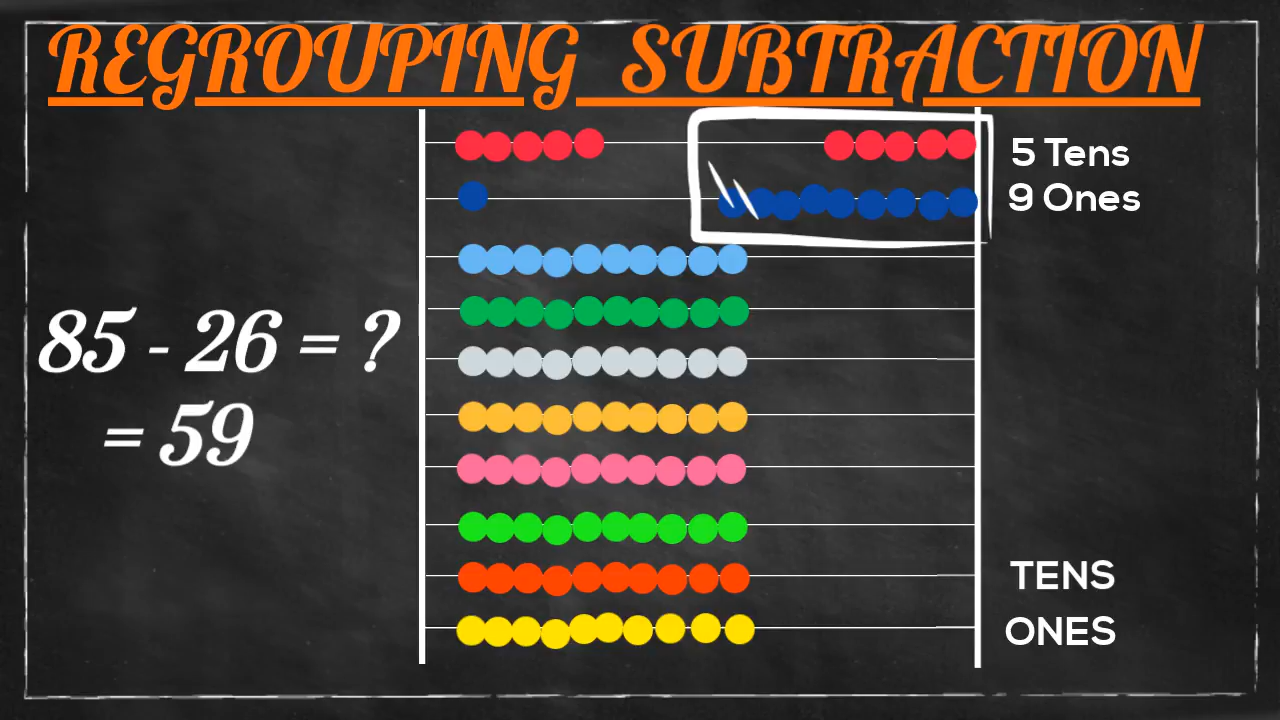 REGROUPING SUBTRACTION
5 Tens
9 Ones
85 - 26 = ?
= 59
TENS
ONES